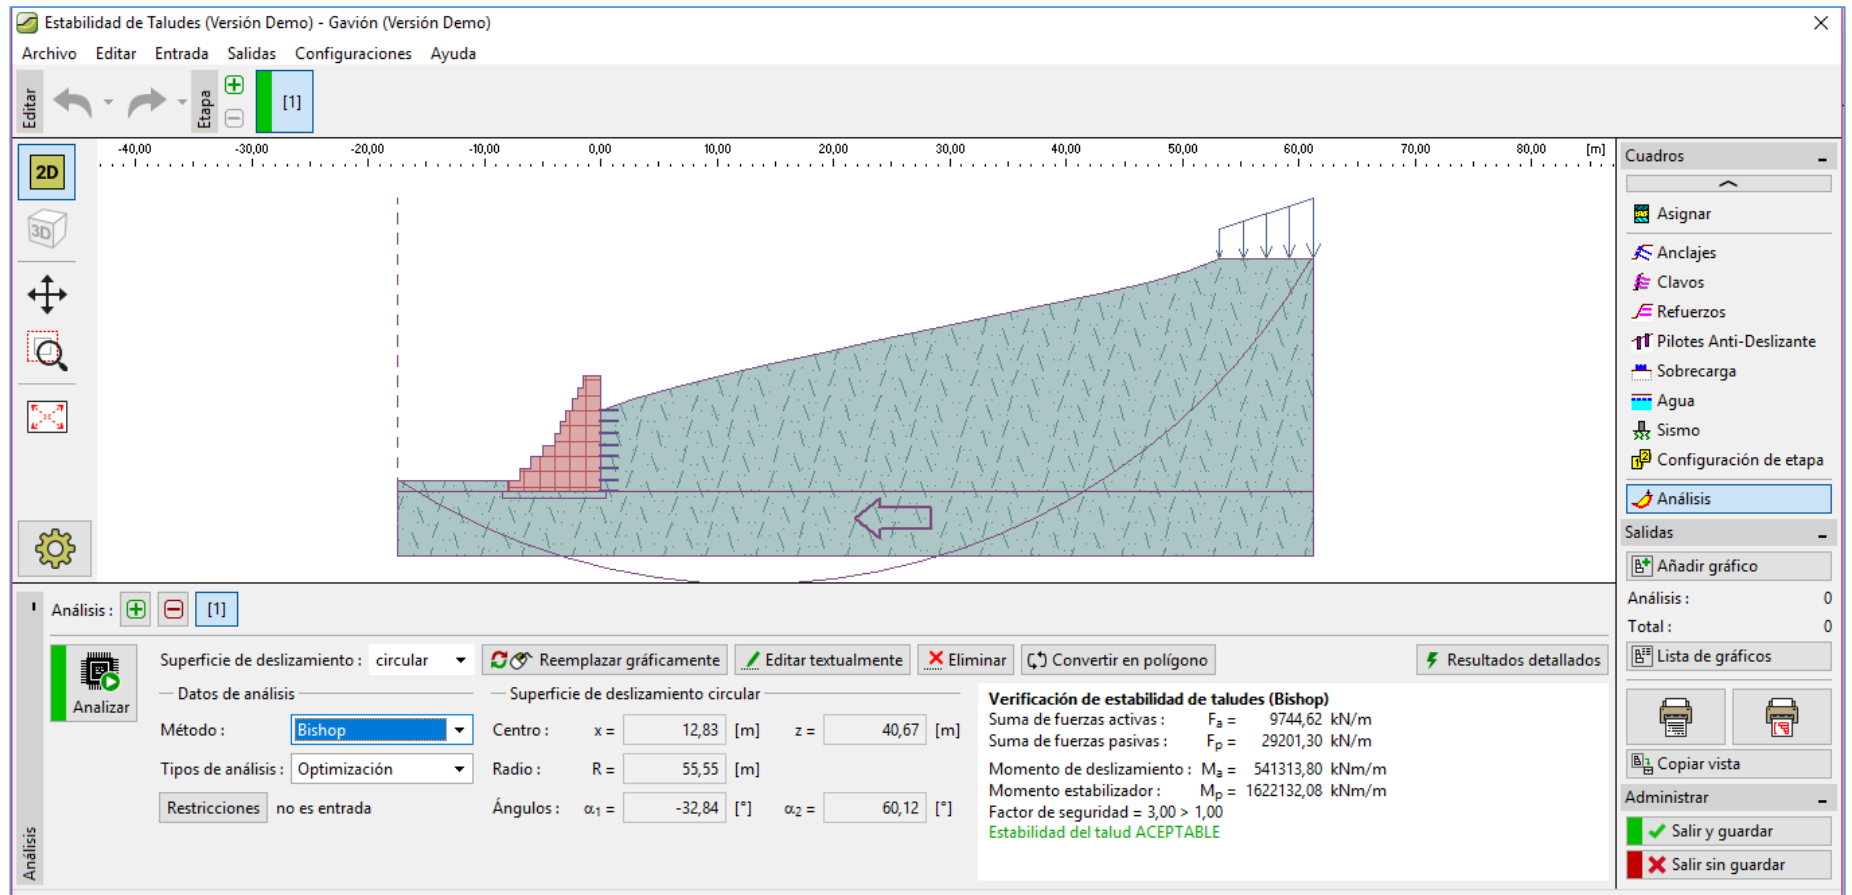 Estabilidad de Taludes (Versión Demo) - Gavión (Versión Demo)
Archivo Editar Entrada Salidas Configuraciones Ayuda
Editar
Etapa
[1]
-40,00 -30,00 -20,00 -10,00 0,00 10,00 20,00 30,00 40,00 50,00 60,00 70,00 80,00 [m]
2D
3D
Cuadros
Asignar
Anclajes
Clavos
Refuerzos
Pilotes Anti-Deslizante
Sobrecarga
Agua
Sismo
Configuración de etapa
Análisis
Salidas
Añadir gráfico
Análisis : 0
Total : 0
Lista de gráficos
Copiar vista
Administrar
Salir y guardar
Salir sin guardar
Análisis : [1]
Analizar
Superficie de deslizamiento : circular Reemplazar gráficamente Editar textualmente Eliminar Convertir en polígono Resultados detallados
Datos de análisis
Método : Bishop
Tipos de análisis : Optimización
Restricciones no es entrada
Superficie de deslizamiento circular
Centro : x = 12,83 [m] z = 40,67 [m]
Radio : R = 55,55 [m]
Ángulos : α1 = -32,84 [°] α2 = 60,12 [°]
Verificación de estabilidad de taludes (Bishop)
Suma de fuerzas activas : Fa = 9744,62 kN/m
Suma de fuerzas pasivas : Fp = 29201,30 kN/m
Momento de deslizamiento : Ma = 541313,80 kNm/m
Momento estabilizador : Mp = 1622132,08 kNm/m
Factor de seguridad = 3,00 > 1,00
Estabilidad del talud ACEPTABLE
Análisis